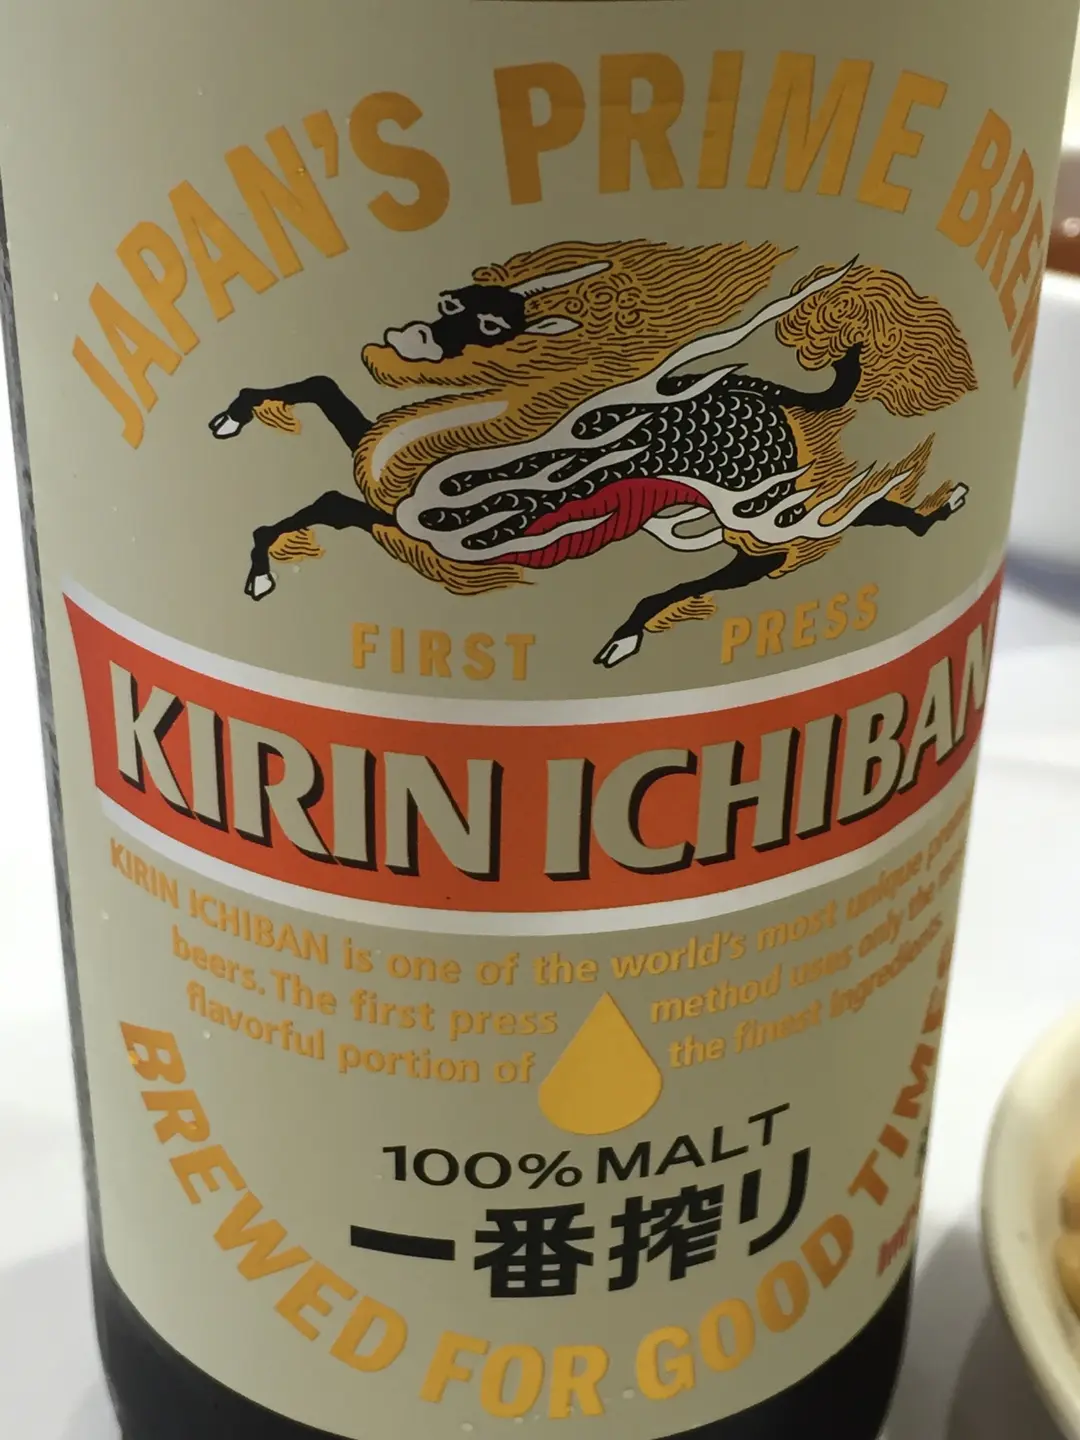 JAPAN'S PRIME BREW
FIRST PRESS
KIRIN ICHIBAN
KIRIN ICHIBAN is one of the world's most unique
beers. The first press method uses only the
flavorful portion of the finest ingredients
100% MALT
一番搾り
BREWED FOR GOOD TIMES